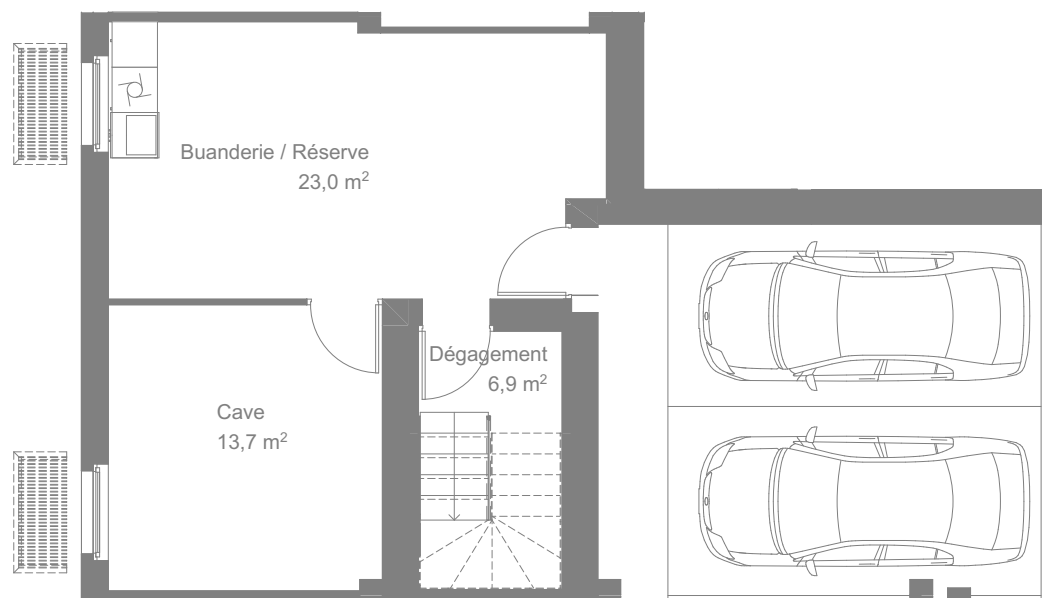 Buanderie / Réserve
23,0 m²
Dégagement
6,9 m²
Cave
13,7 m²